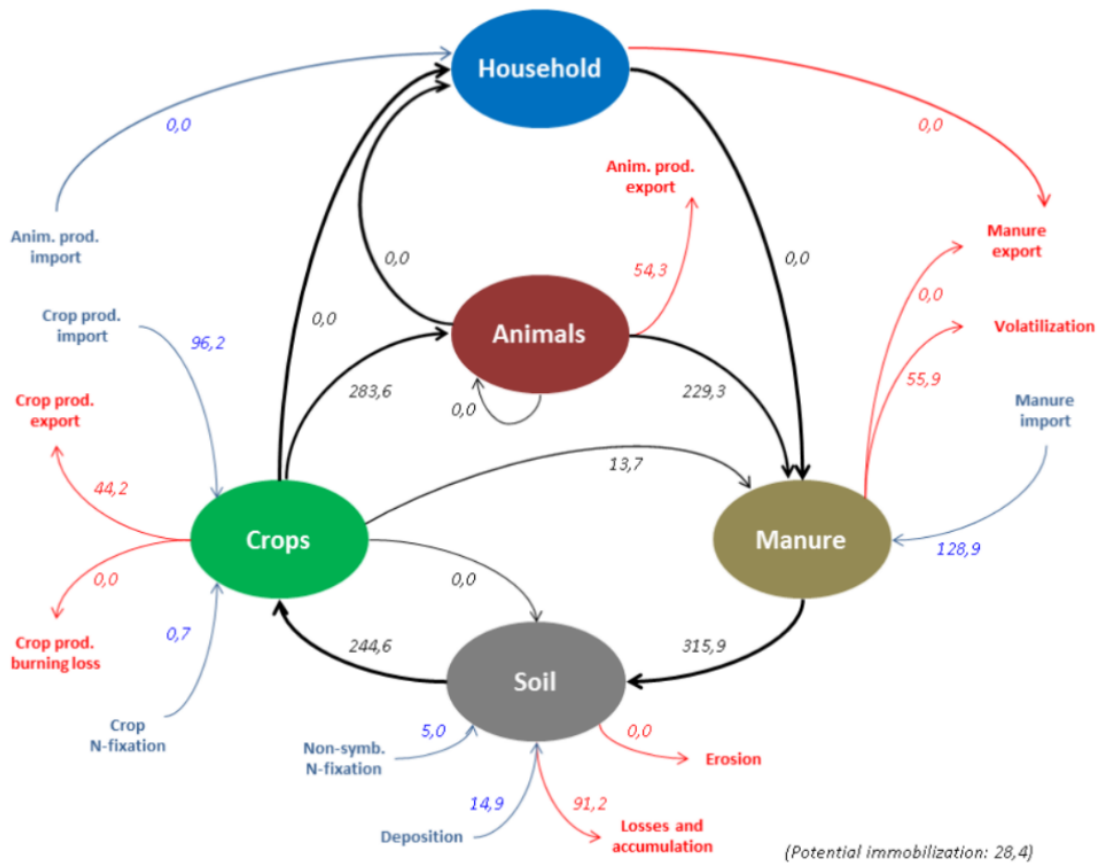 Household
0,0
0,0
Anim. prod.
export
Anim. prod.
import
Manure
export
0,0
54,3
0,0
0,0
Crop prod.
import
0,0
Animals
Volatilization
96,2
283,6
0,0
229,3
55,9
Crop prod.
export
Manure
import
13,7
44,2
Crops
Manure
128,9
0,0
0,0
Crop prod.
burning loss
0,7
244,6
315,9
Soil
Crop
N-fixation
5,0
0,0
Non-symb.
N-fixation
Erosion
14,9
91,2
Deposition
Losses and
accumulation
(Potential immobilization: 28,4)